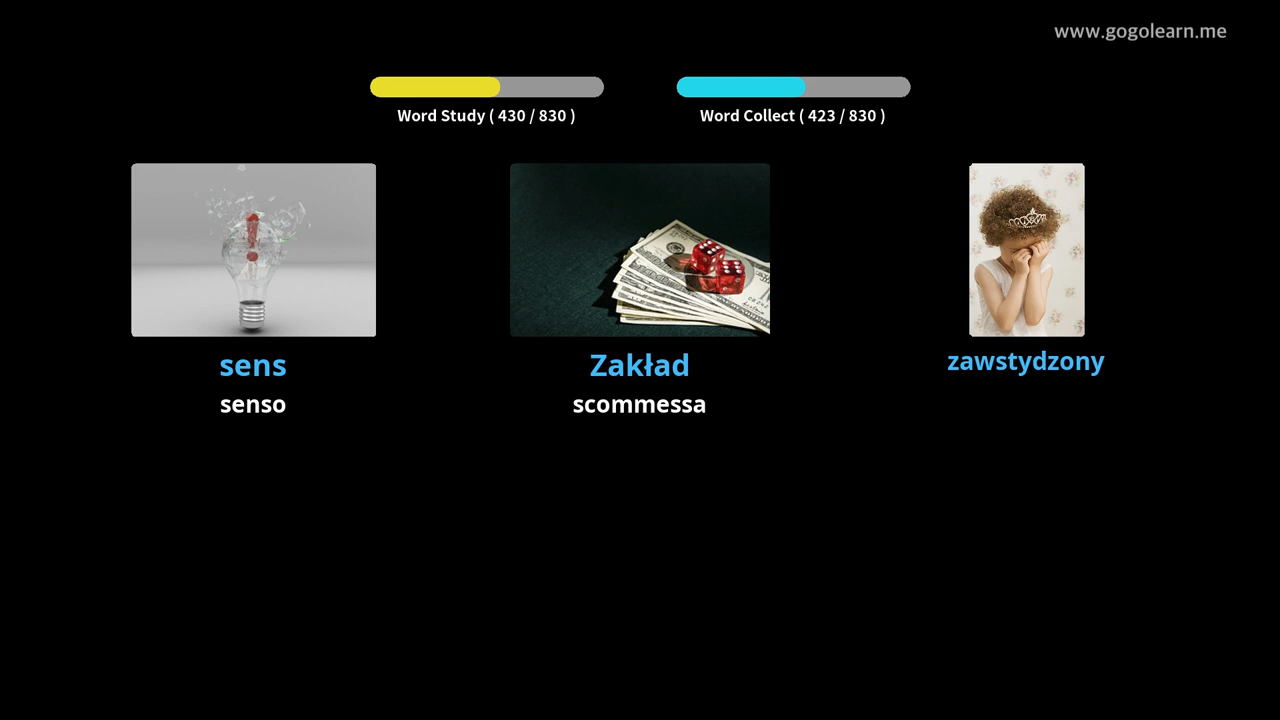 www.gogolearn.me
Word Study ( 430 / 830 )
Word Collect ( 423 / 830 )
sens
senso
Zakład
scommessa
zawstydzony